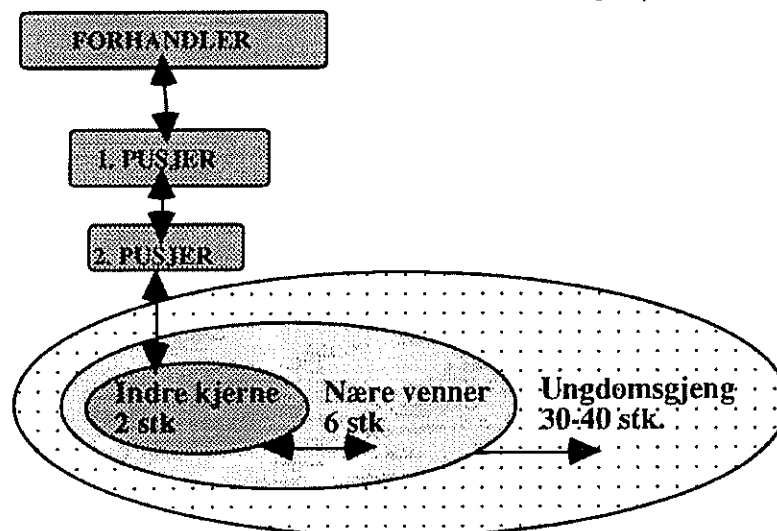 FORHANDLER
1. PUSJER
2. PUSJER
Indre kjerne
2 stk
Nære venner
6 stk
Ungdomsgjeng
30-40 stk.